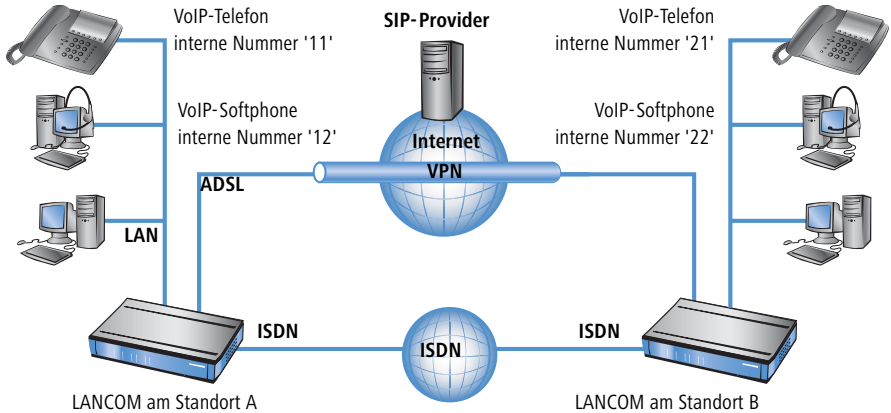 VoIP-Telefon
interne Nummer '11'
SIP-Provider
VoIP-Telefon
interne Nummer '21'
VoIP-Softphone
interne Nummer '12'
VoIP-Softphone
interne Nummer '22'
Internet
VPN
ADSL
LAN
ISDN
ISDN
ISDN
LANCOM am Standort A
LANCOM am Standort B